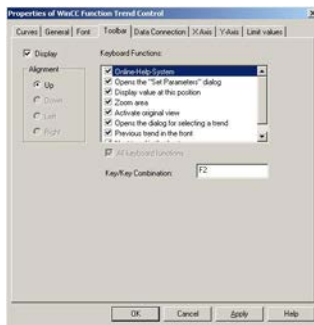 Properties of WinCC Function Trend Control
Curves General Font Toolbar Data Connection X Axis Y-Axis Limit values
Display
Keyboard Functions:
Alignment
Up
Down
Left
Right
Online-Help-System
Opens the "Set Parameters" dialog
Display value at this position
Zoom area
Activate original view
Opens the dialog for selecting a trend
Previous trend in the front
All keyboard functions
Key/Key Combination:
F2
OK Cancel Apply Help